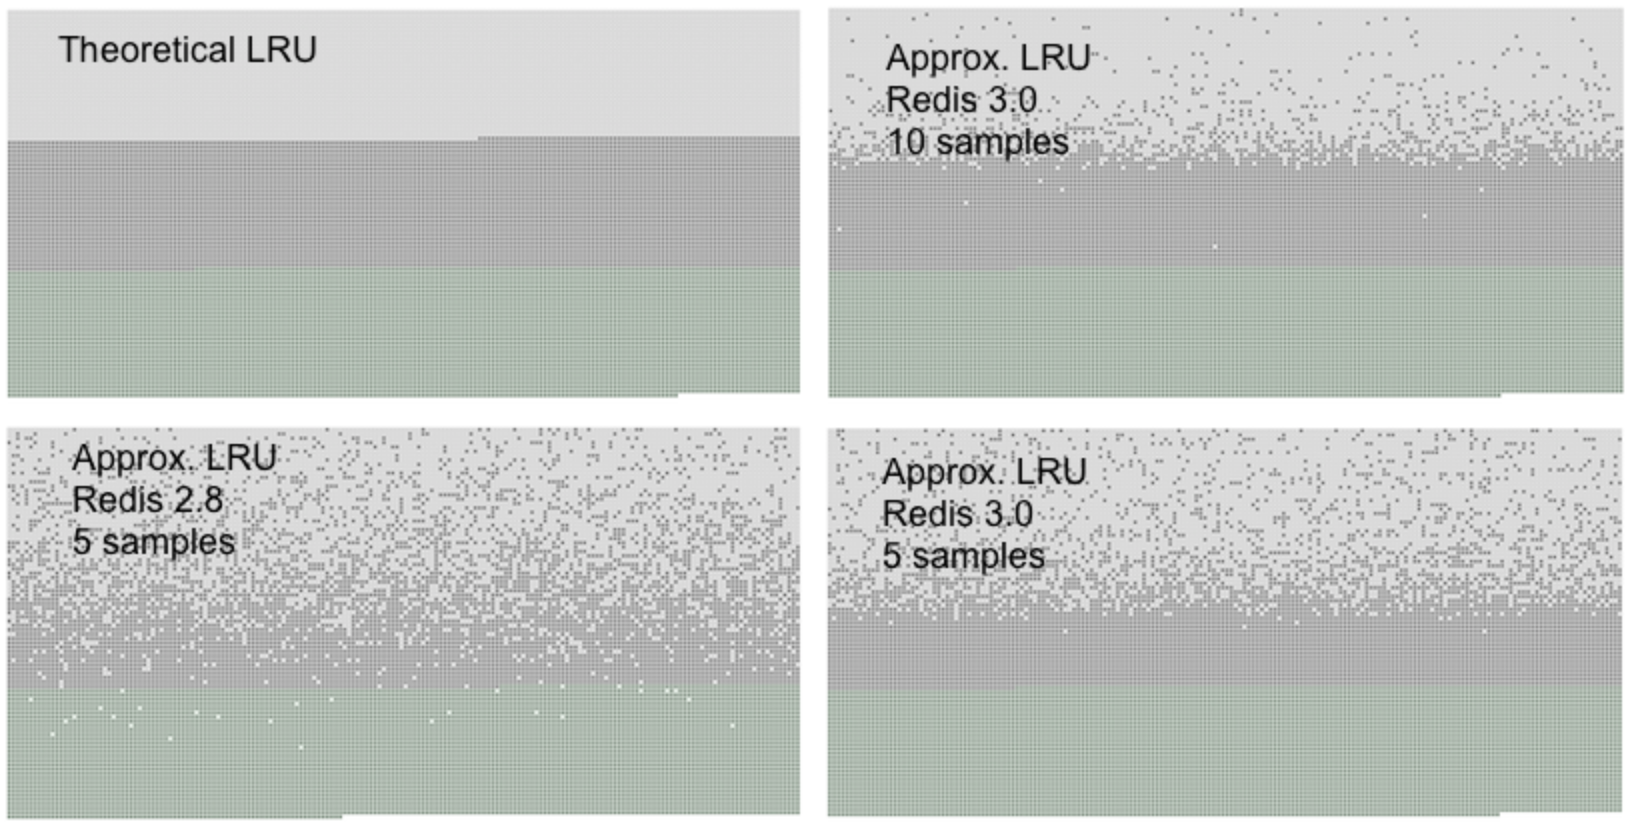 Theoretical LRU
Approx. LRU
Redis 3.0
10 samples
Approx. LRU
Redis 2.8
5 samples
Approx. LRU
Redis 3.0
5 samples